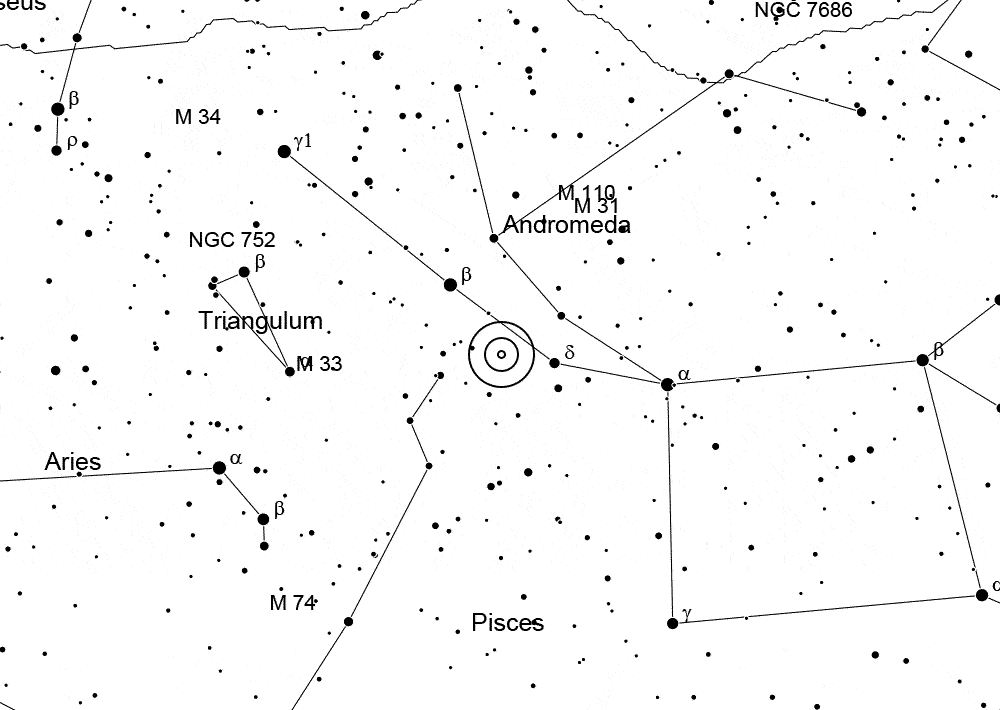 seus
NGC 7686
β
M 34
ρ
γ1
M 110
M 31
Andromeda
NGC 752
β
β
Triangulum
δ
β
α
M 33
α
Aries
α
β
α
M 74
γ
Pisces